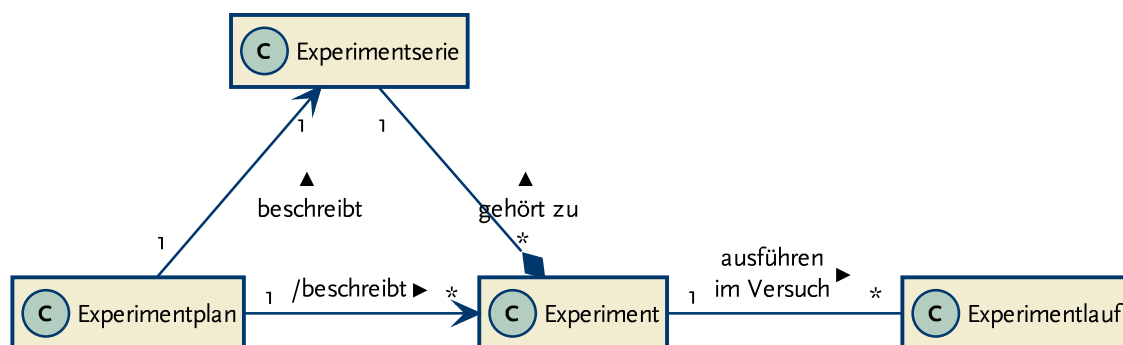 C Experimentserie
1 1
▲ ▲
beschreibt gehört zu
1 *
ausführen
/beschreibt ► im Versuch ►
1 * 1 *
C Experimentplan C Experiment C Experimentlauf